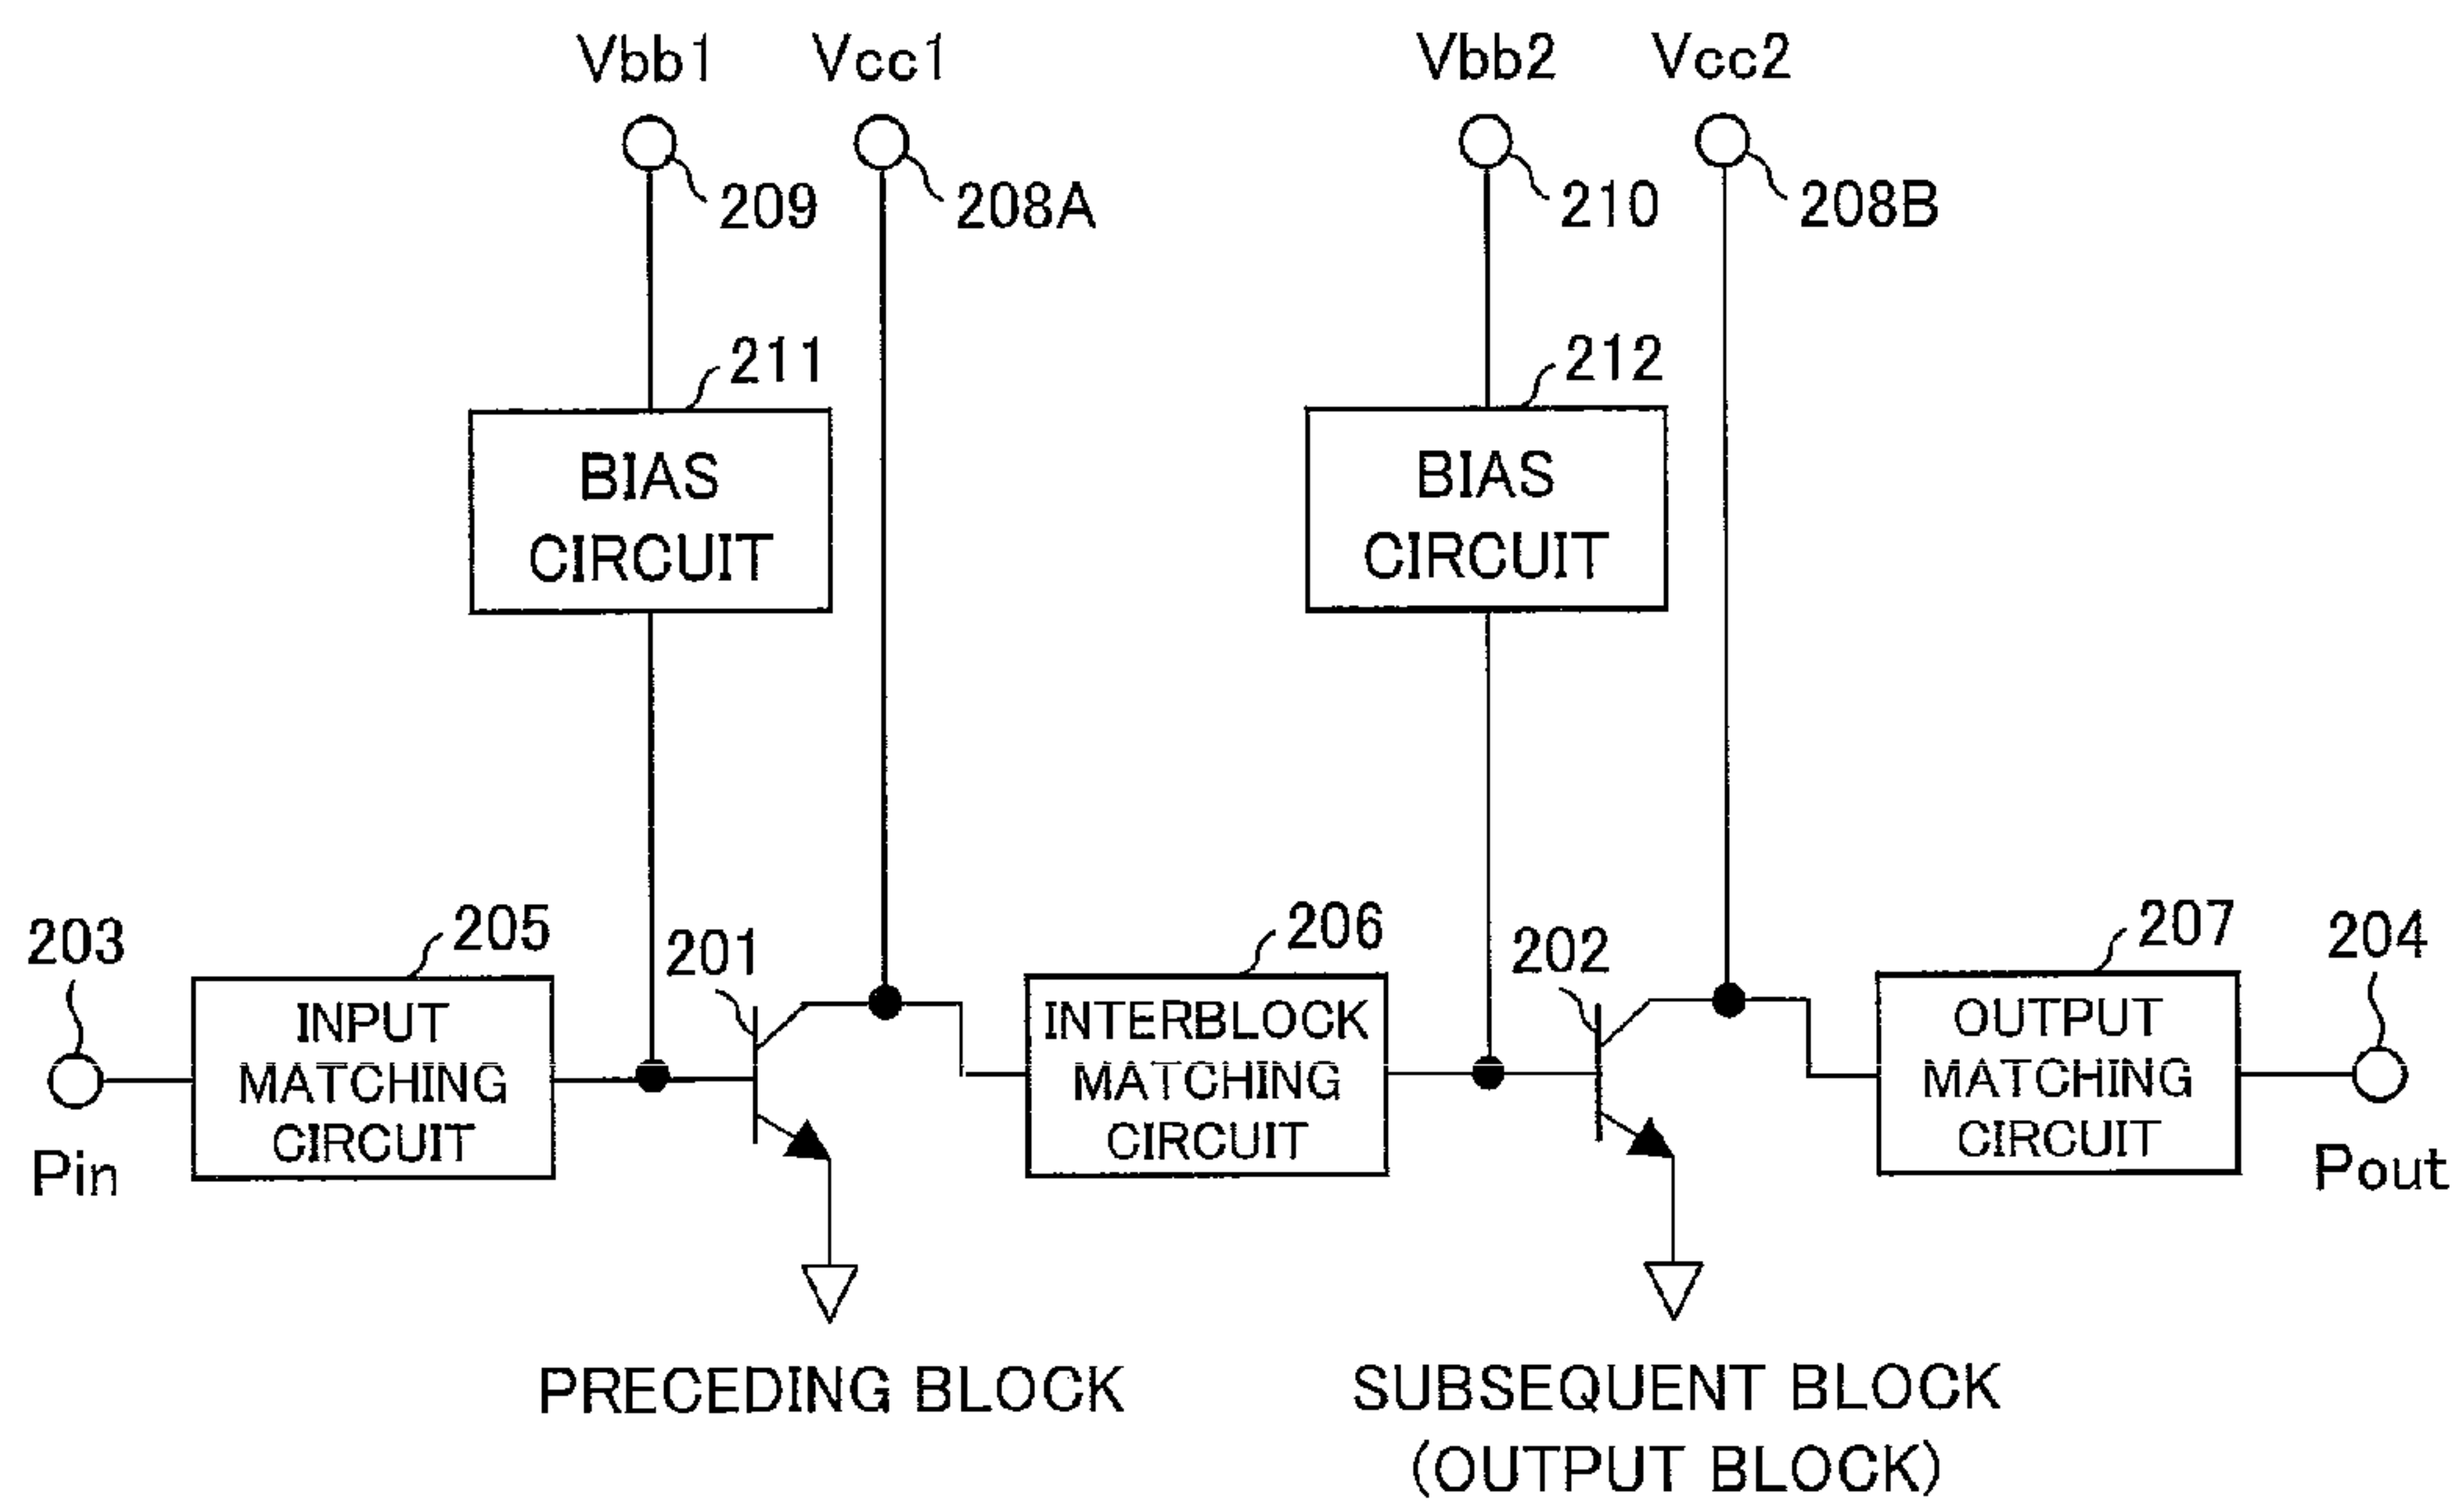 Vbb1 Vcc1 Vbb2 Vcc2
209 208A 210 208B
211 212
BIAS
CIRCUIT
BIAS
CIRCUIT
203 205 201 206 202 207 204
INPUT
MATCHING
CIRCUIT
INTERBLOCK
MATCHING
CIRCUIT
OUTPUT
MATCHING
CIRCUIT
Pin Pout
PRECEDING BLOCK
SUBSEQUENT BLOCK
(OUTPUT BLOCK)